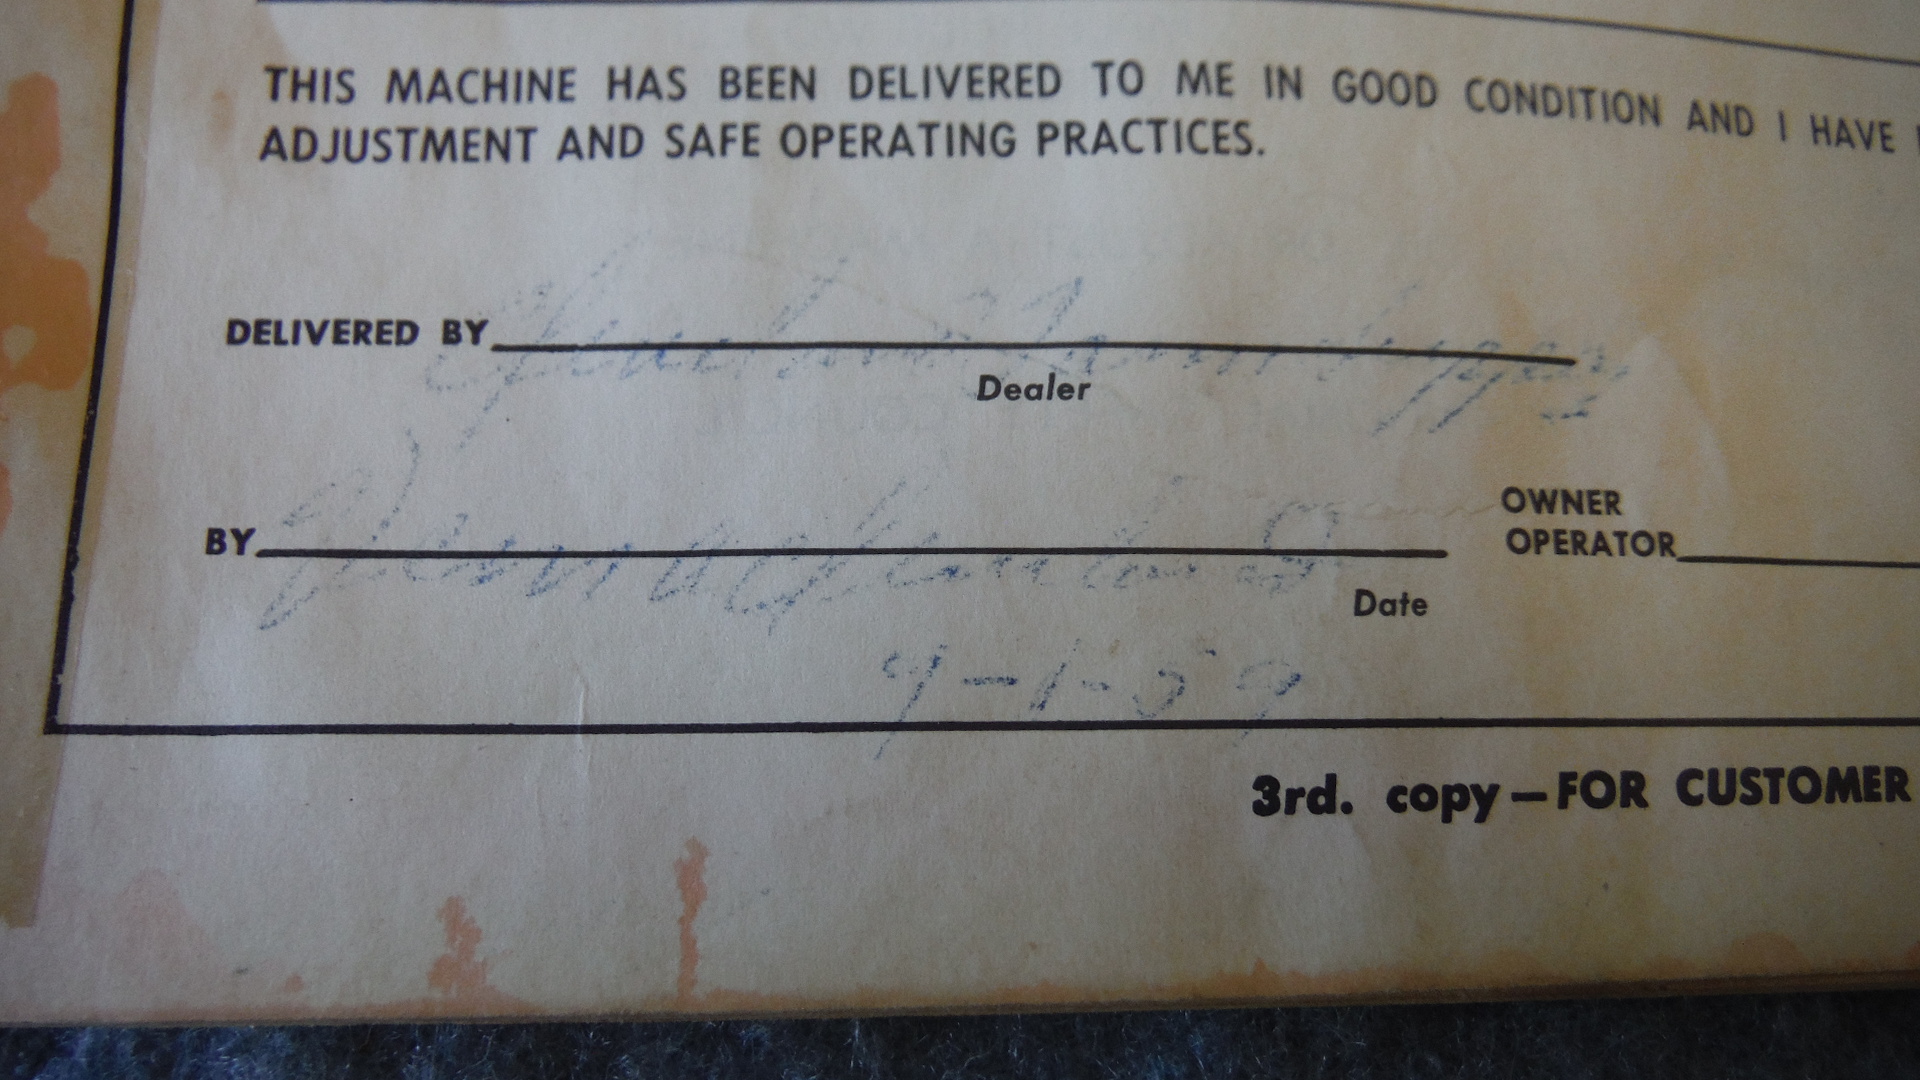 THIS MACHINE HAS BEEN DELIVERED TO ME IN GOOD CONDITION AND I HAVE
ADJUSTMENT AND SAFE OPERATING PRACTICES.
DELIVERED BY
Dealer
BY
OWNER
OPERATOR
Date
9-1-59
3rd. copy — FOR CUSTOMER